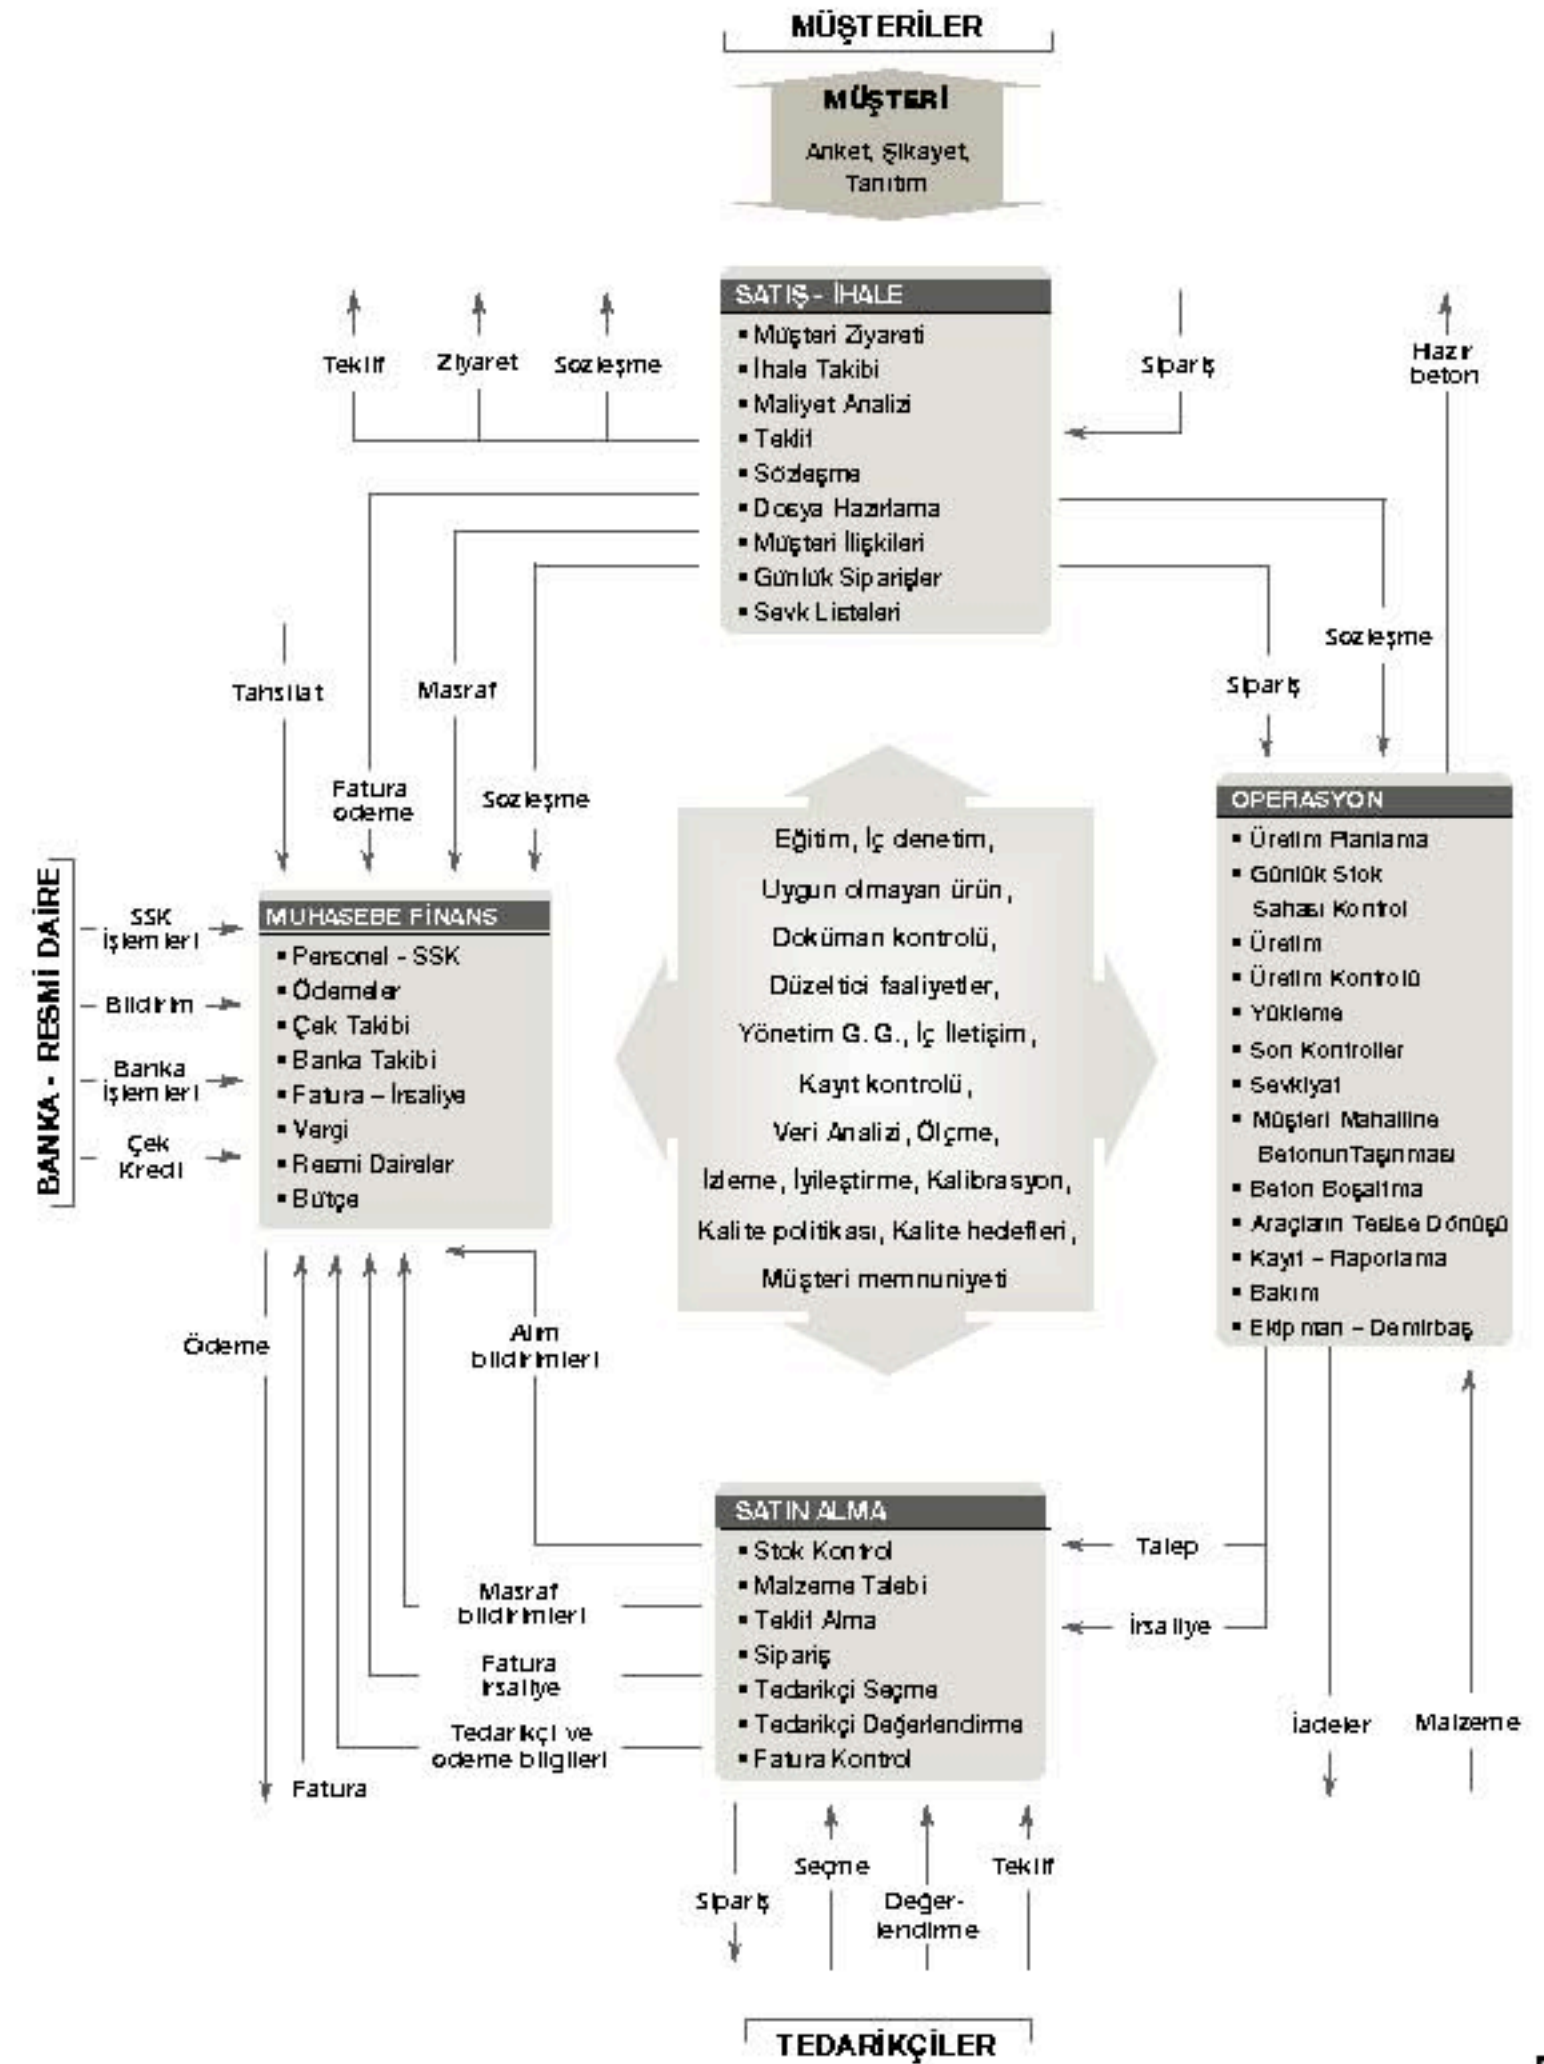 MÜŞTERİLER
MÜŞTERİ
Anket, Şikayet,
Tanıtım
SATIŞ - İHALE
▪ Müşteri Ziyareti
▪ İhale Takibi
▪ Maliyet Analizi
▪ Teklif
▪ Sözleşme
▪ Dosya Hazırlama
▪ Müşteri İlişkileri
▪ Günlük Siparişler
▪ Sevk Listeleri
Teklif
Ziyaret
Sözleşme
Sipariş
Hazır
beton
Tahsilat
Fatura
ödeme
Masraf
Sözleşme
Sipariş
Sözleşme
BANKA - RESMİ DAİRE
SSK
işlemleri
Bildirim
Banka
işlemleri
Çek
Kredi
MUHASEBE FİNANS
▪ Personel - SSK
▪ Ödemeler
▪ Çek Takibi
▪ Banka Takibi
▪ Fatura – İrsaliye
▪ Vergi
▪ Resmi Daireler
▪ Bütçe
Eğitim, İç denetim,
Uygun olmayan ürün,
Doküman kontrolü,
Düzeltici faaliyetler,
Yönetim G. G., İç İletişim,
Kayıt kontrolü,
Veri Analizi, Ölçme,
İzleme, İyileştirme, Kalibrasyon,
Kalite politikası, Kalite hedefleri,
Müşteri memnuniyeti
OPERASYON
▪ Üretim Planlama
▪ Günlük Stok
Sahası Kontrol
▪ Üretim
▪ Üretim Kontrolü
▪ Yükleme
▪ Son Kontroller
▪ Sevkiyat
▪ Müşteri Mahalline
Betonun Taşınması
▪ Beton Boşaltma
▪ Araçların Tesise Dönüşü
▪ Kayıt – Raporlama
▪ Bakım
▪ Ekipman – Demirbaş
Ödeme
Fatura
Alım
bildirimleri
Masraf
bildirimleri
Fatura
irsaliye
Tedarikçi ve
ödeme bilgileri
SATIN ALMA
▪ Stok Kontrol
▪ Malzeme Talebi
▪ Teklif Alma
▪ Sipariş
▪ Tedarikçi Seçme
▪ Tedarikçi Değerlendirme
▪ Fatura Kontrol
Talep
İrsaliye
İadeler
Malzeme
Sipariş
Seçme
Değer-
lendirme
Teklif
TEDARİKÇİLER